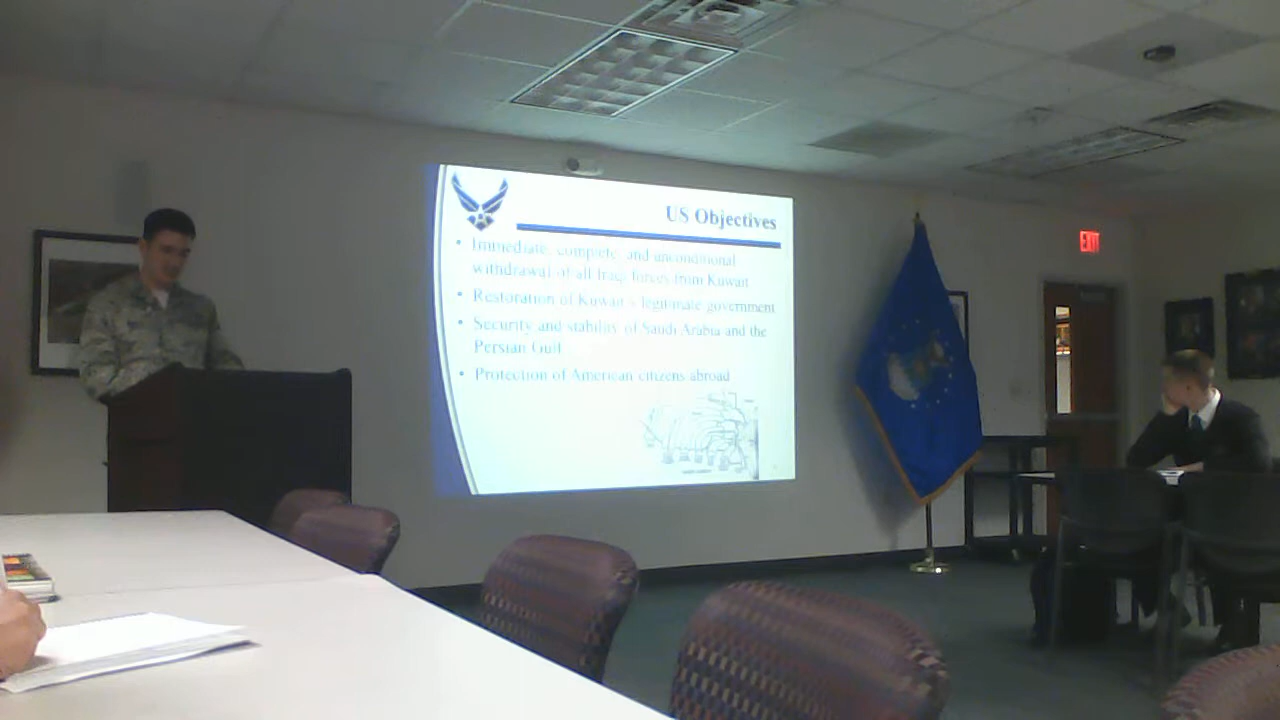 US Objectives
• Immediate, complete, and unconditional
withdrawal of all Iraqi forces from Kuwait
• Restoration of Kuwait's legitimate government
• Security and stability of Saudi Arabia and the
Persian Gulf
• Protection of American citizens abroad
EXIT